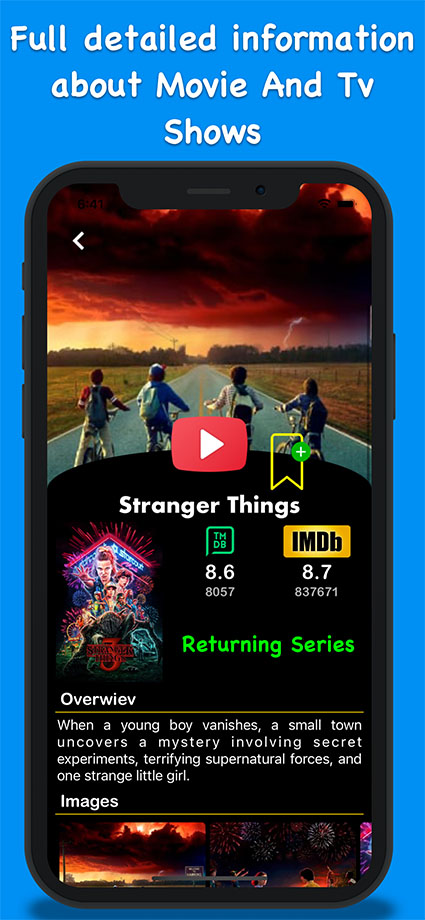 Full detailed information
about Movie And Tv
Shows
6:41
Stranger Things
TM
DB
IMDb
8.6
8.7
8057
837671
STRANGER
THINGS
3
Returning Series
Overwiev
When a young boy vanishes, a small town
uncovers a mystery involving secret
experiments, terrifying supernatural forces, and
one strange little girl.
Images